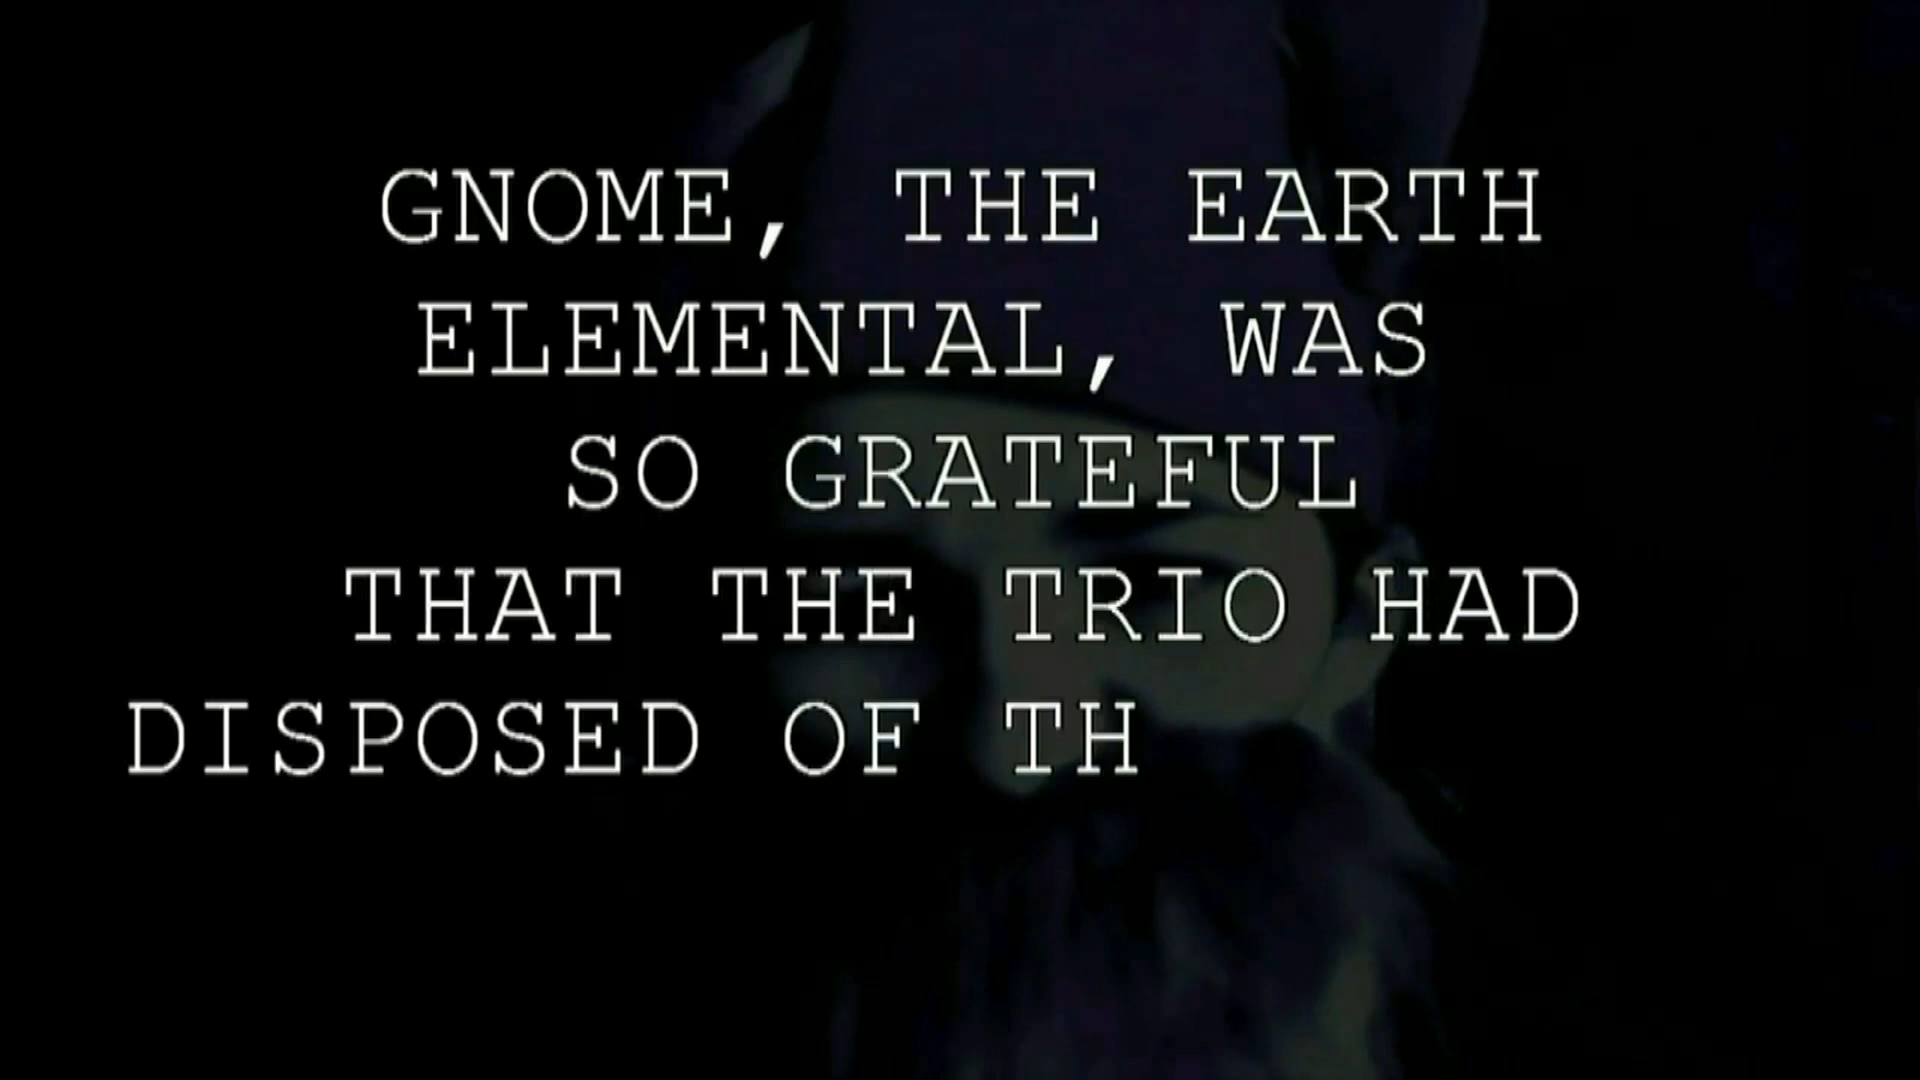 GNOME, THE EARTH
ELEMENTAL, WAS
SO GRATEFUL
THAT THE TRIO HAD
DISPOSED OF TH